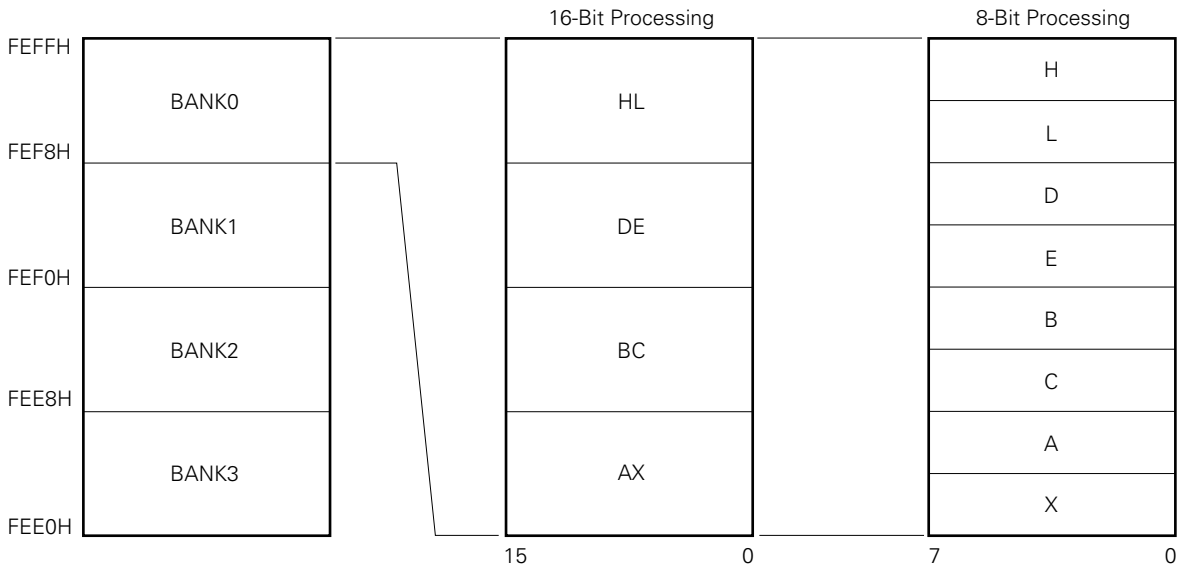 16-Bit Processing
8-Bit Processing
FEFFH
BANK0
HL
H
L
FEF8H
BANK1
DE
D
E
FEF0H
BANK2
BC
B
C
FEE8H
BANK3
AX
A
X
FEE0H
15 0
7 0